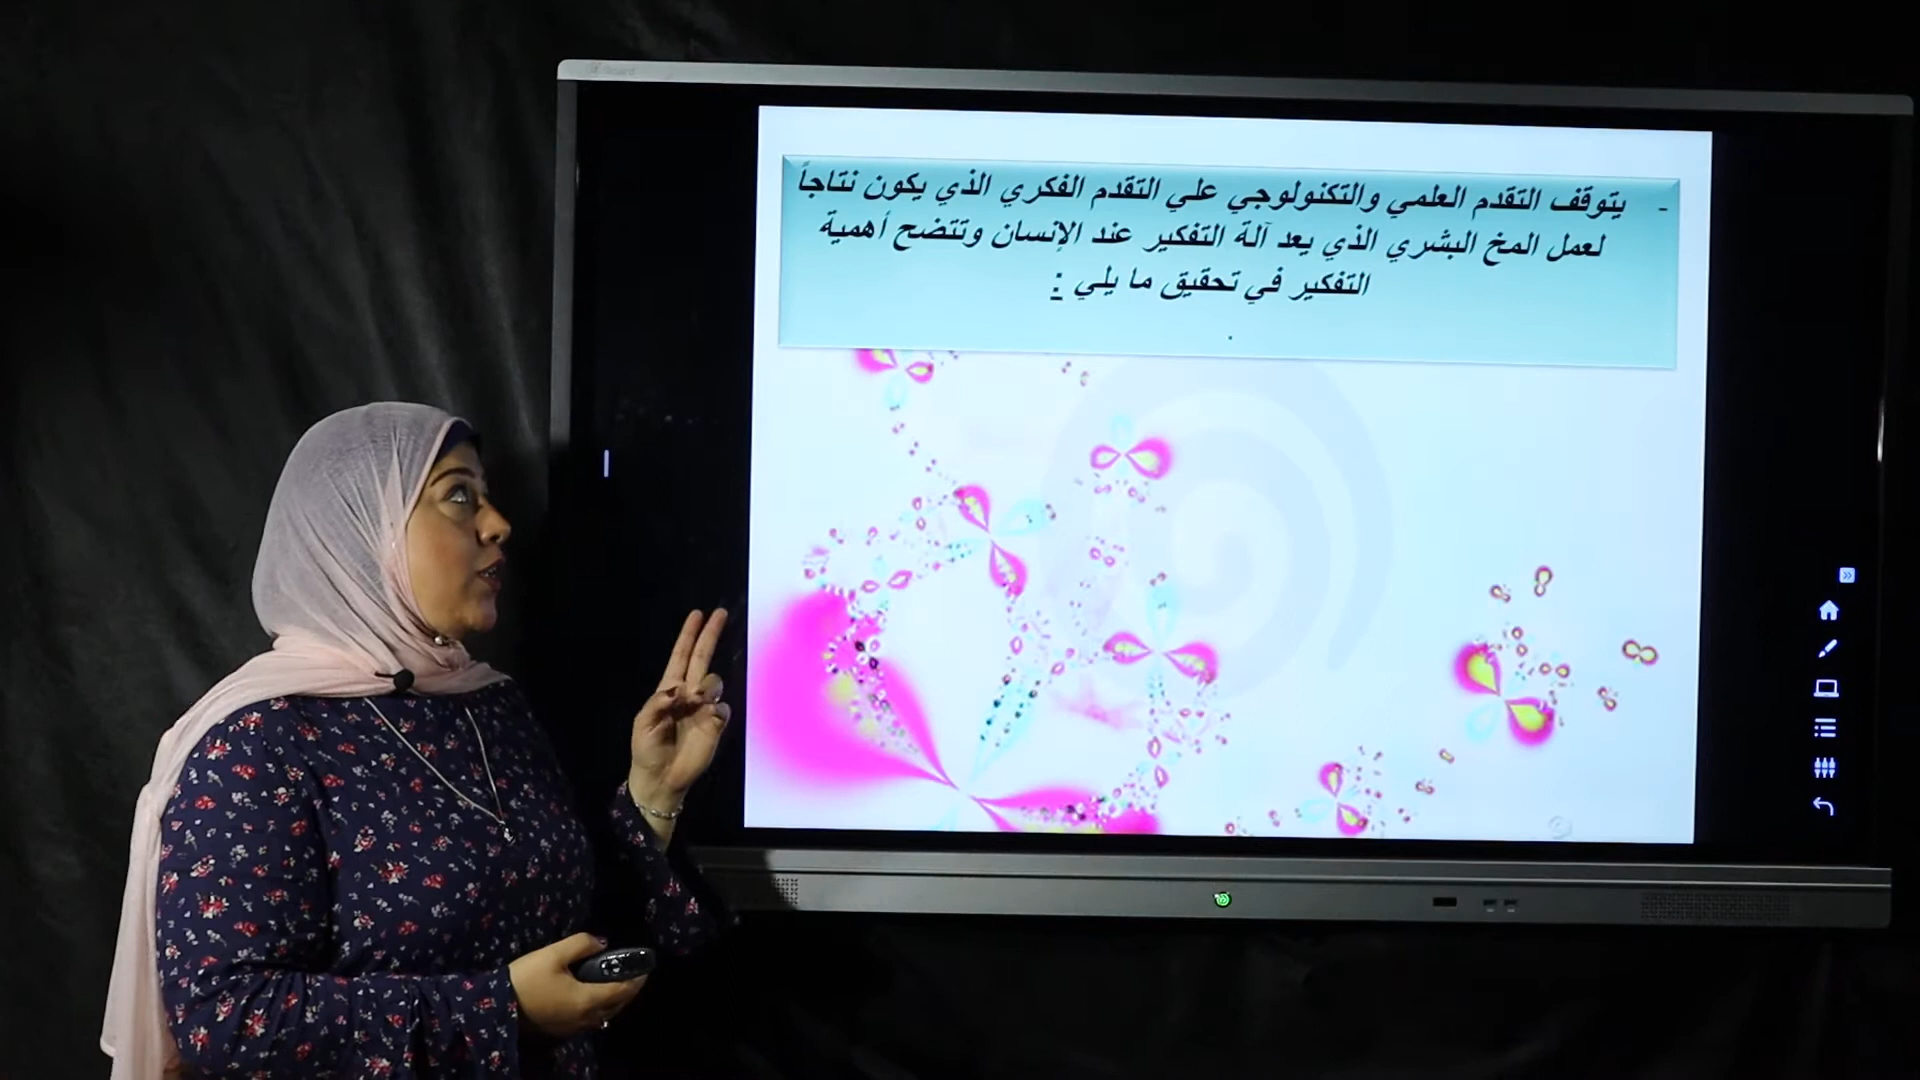 - يتوقف التقدم العلمي والتكنولوجي علي التقدم الفكري الذي يكون نتاجاً
لعمل المخ البشري الذي يعد آلة التفكير عند الإنسان وتتضح أهمية
التفكير في تحقيق ما يلي :
.